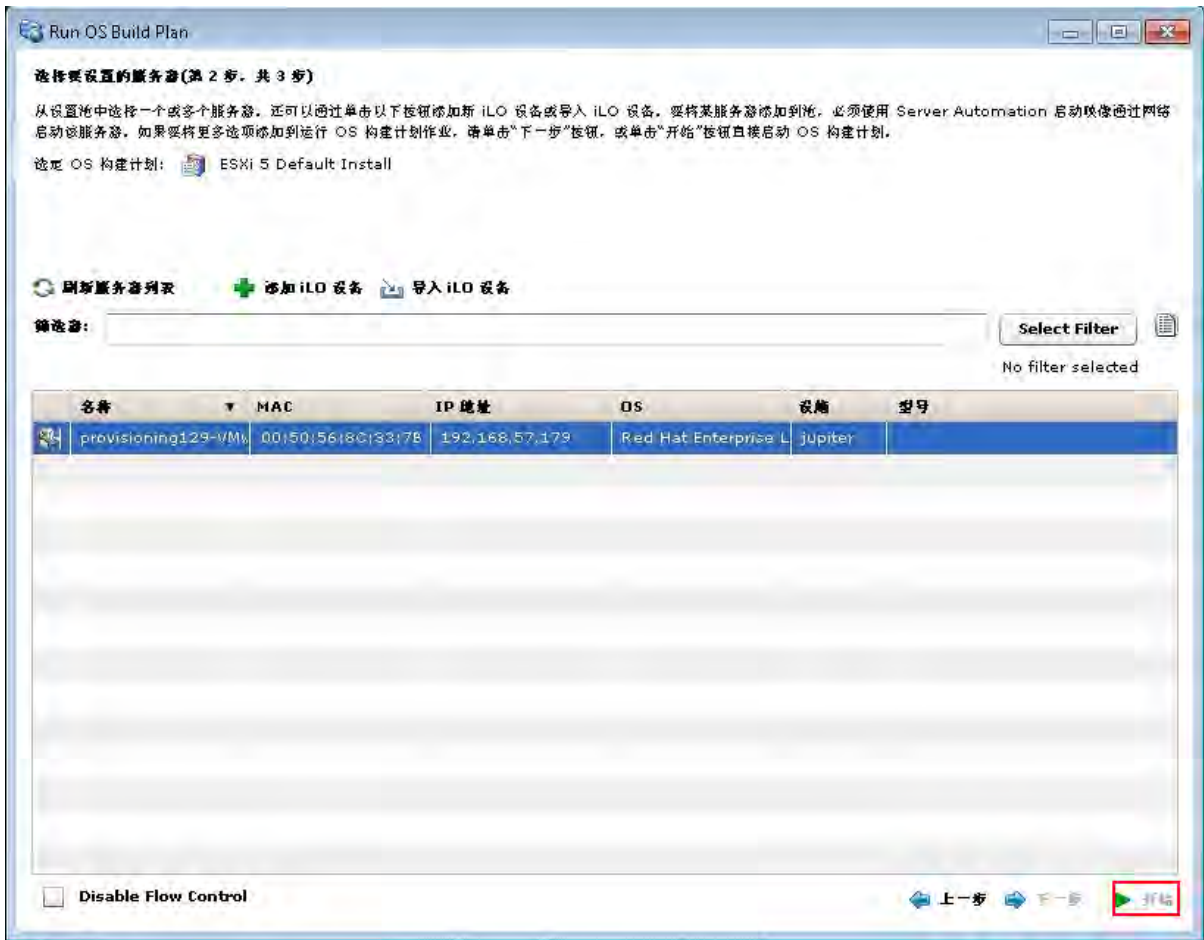 Run OS Build Plan
选择要设置的服务器(第 2 步，共 3 步)
从设置池中选择一个或多个服务器。还可以通过单击以下按钮添加新 iLO 设备或导入 iLO 设备。要将某服务器添加到池，必须使用 Server Automation 启动映像通过网络
启动该服务器。如果要将更多选项添加到运行 OS 构建计划作业，请单击“下一步”按钮，或单击“开始”按钮直接启动 OS 构建计划。
选定 OS 构建计划: ESXi 5 Default Install
刷新服务器列表 添加 iLO 设备 导入 iLO 设备
筛选器: Select Filter
No filter selected
名称 MAC IP 地址 OS 设施 型号
provisioning129-VMw 00:50:56:8C:33:7B 192.168.57.179 Red Hat Enterprise L jupiter
Disable Flow Control 上一步 下一步 开始